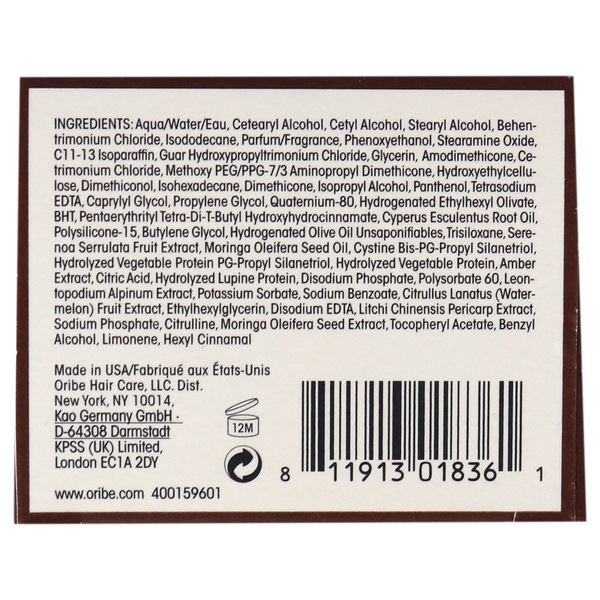 INGREDIENTS: Aqua/Water/Eau, Cetearyl Alcohol, Cetyl Alcohol, Stearyl Alcohol, Behen-
trimonium Chloride, Isododecane, Parfum/Fragrance, Phenoxyethanol, Stearamine Oxide,
C11-13 Isoparaffin, Guar Hydroxypropyltrimonium Chloride, Glycerin, Amodimethicone, Ce-
trimonium Chloride, Methoxy PEG/PPG-7/3 Aminopropyl Dimethicone, Hydroxyethylcellu-
lose, Dimethiconol, Isohexadecane, Dimethicone, Isopropyl Alcohol, Panthenol, Tetrasodium
EDTA, Caprylyl Glycol, Propylene Glycol, Quaternium-80, Hydrogenated Ethylhexyl Olivate,
BHT, Pentaerythrityl Tetra-Di-T-Butyl Hydroxyhydrocinnamate, Cyperus Esculentus Root Oil,
Polysilicone-15, Butylene Glycol, Hydrogenated Olive Oil Unsaponifiables, Trisiloxane, Sere-
noa Serrulata Fruit Extract, Moringa Oleifera Seed Oil, Cystine Bis-PG-Propyl Silanetriol,
Hydrolyzed Vegetable Protein PG-Propyl Silanetriol, Hydrolyzed Vegetable Protein, Amber
Extract, Citric Acid, Hydrolyzed Lupine Protein, Disodium Phosphate, Polysorbate 60, Leon-
topodium Alpinum Extract, Potassium Sorbate, Sodium Benzoate, Citrullus Lanatus (Water-
melon) Fruit Extract, Ethylhexylglycerin, Disodium EDTA, Litchi Chinensis Pericarp Extract,
Sodium Phosphate, Citrulline, Moringa Oleifera Seed Extract, Tocopheryl Acetate, Benzyl
Alcohol, Limonene, Hexyl Cinnamal
Made in USA/Fabriqué aux États-Unis
Oribe Hair Care, LLC. Dist.
New York, NY 10014,
Kao Germany GmbH ·
D-64308 Darmstadt
KPSS (UK) Limited,
London EC1A 2DY
www.oribe.com 400159601
12M
8 11913 01836 1